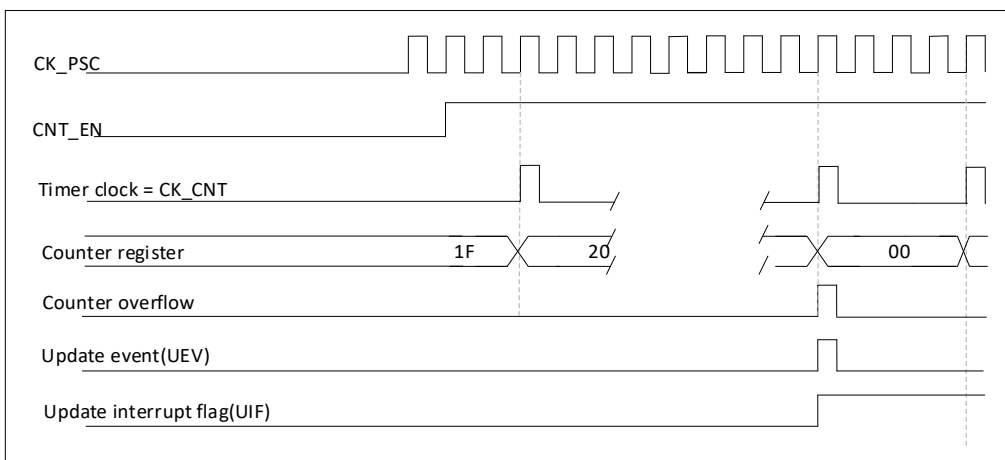 CK_PSC
CNT_EN
Timer clock = CK_CNT
Counter register 1F 20 00
Counter overflow
Update event(UEV)
Update interrupt flag(UIF)